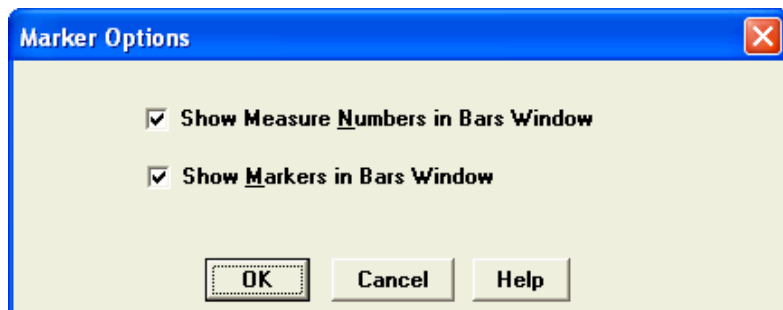 Marker Options
Show Measure Numbers in Bars Window
Show Markers in Bars Window
OK Cancel Help